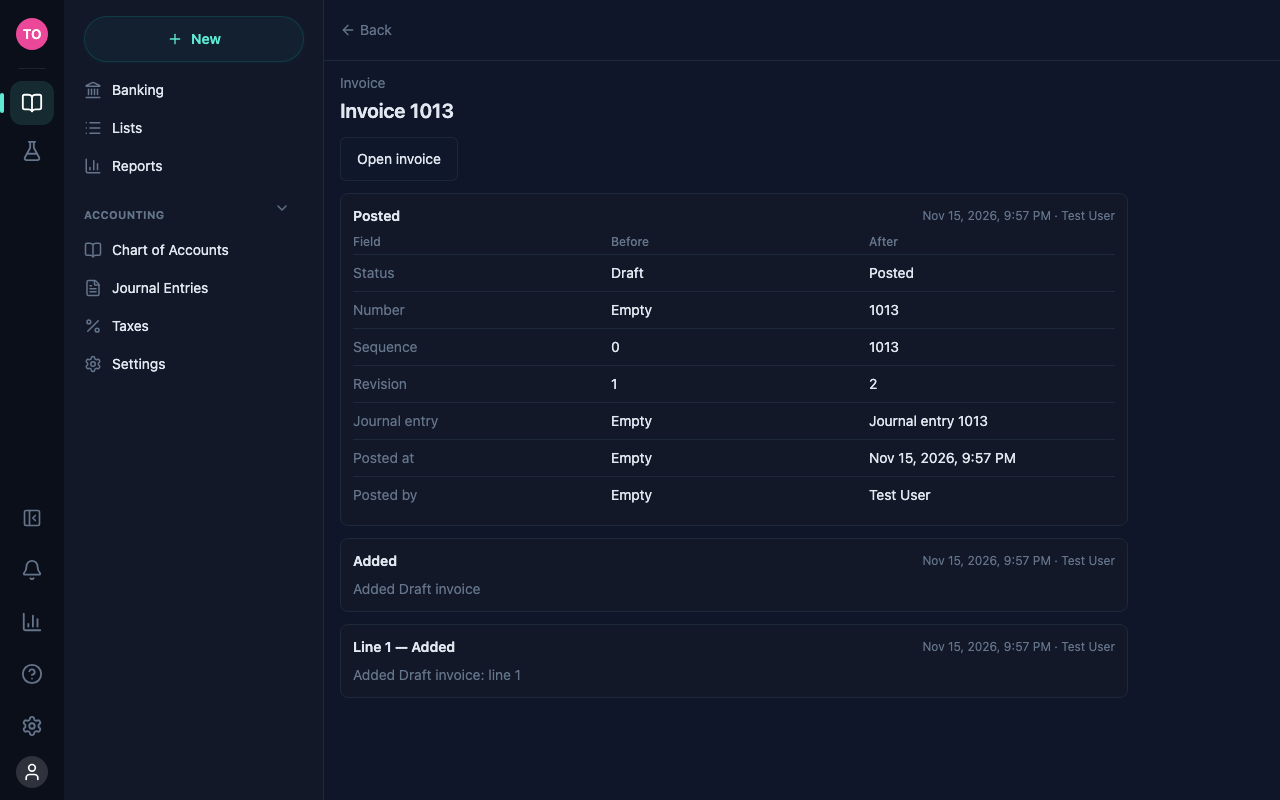 TO
New
Banking
Lists
Reports
ACCOUNTING
Chart of Accounts
Journal Entries
Taxes
Settings
Back
Invoice
Invoice 1013
Open invoice
Posted Nov 15, 2026, 9:57 PM · Test User
Field Before After
Status Draft Posted
Number Empty 1013
Sequence 0 1013
Revision 1 2
Journal entry Empty Journal entry 1013
Posted at Empty Nov 15, 2026, 9:57 PM
Posted by Empty Test User
Added Nov 15, 2026, 9:57 PM · Test User
Added Draft invoice
Line 1 — Added Nov 15, 2026, 9:57 PM · Test User
Added Draft invoice: line 1